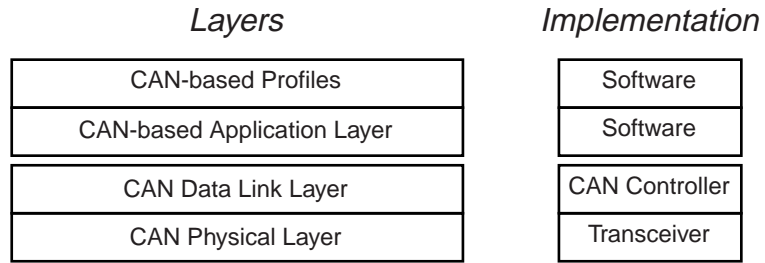 Layers Implementation
CAN-based Profiles Software
CAN-based Application Layer Software
CAN Data Link Layer CAN Controller
CAN Physical Layer Transceiver